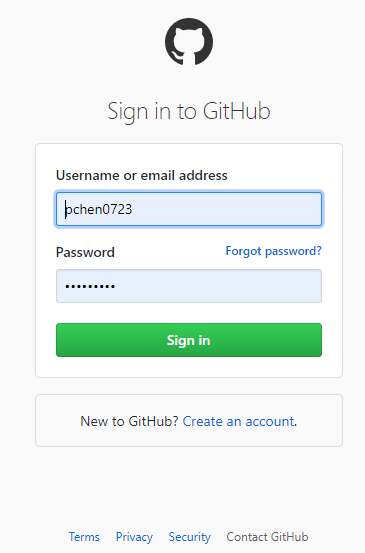 Sign in to GitHub
Username or email address
pchen0723
Password Forgot password?
•••••••••
Sign in
New to GitHub? Create an account.
Terms Privacy Security Contact GitHub